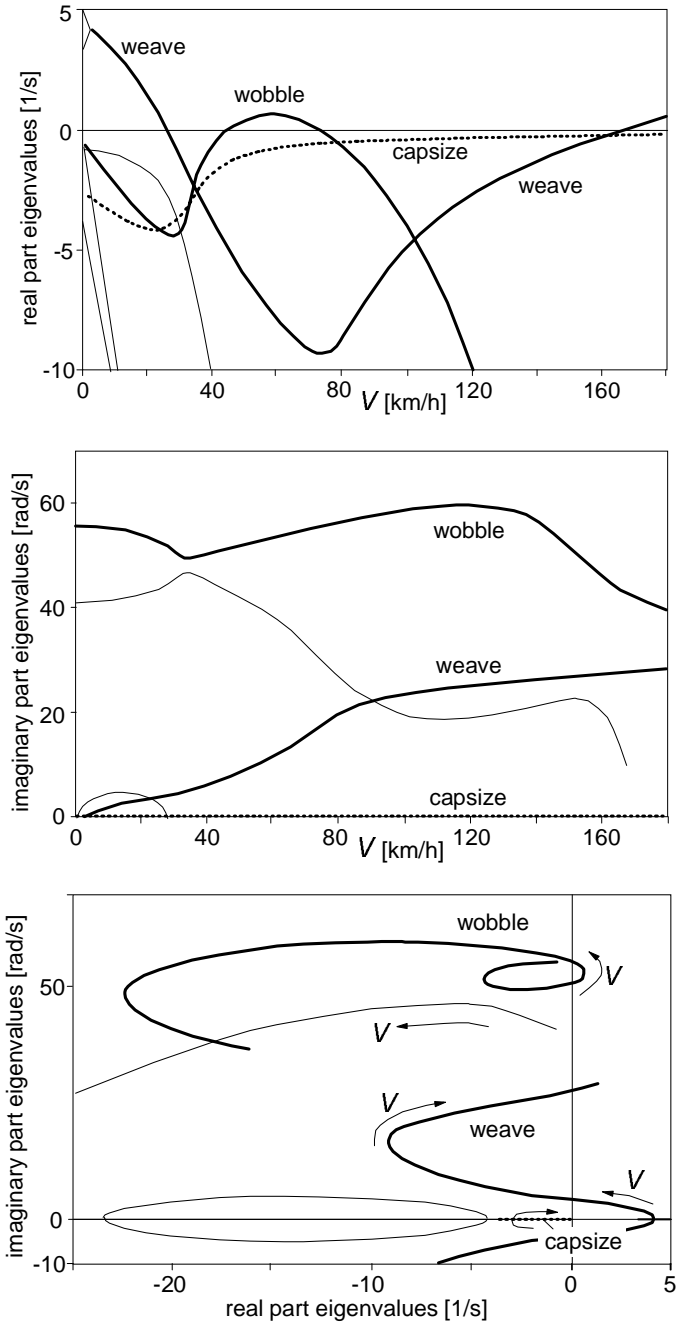 real part eigenvalues [1/s]
5
0
-5
-10
weave
wobble
capsize
weave
0
40
80
120
160
V [km/h]
imaginary part eigenvalues [rad/s]
60
40
20
0
wobble
weave
capsize
0
40
80
120
160
V [km/h]
imaginary part eigenvalues [rad/s]
50
0
-10
wobble
V
V
V
weave
V
capsize
-20
-10
0
5
real part eigenvalues [1/s]